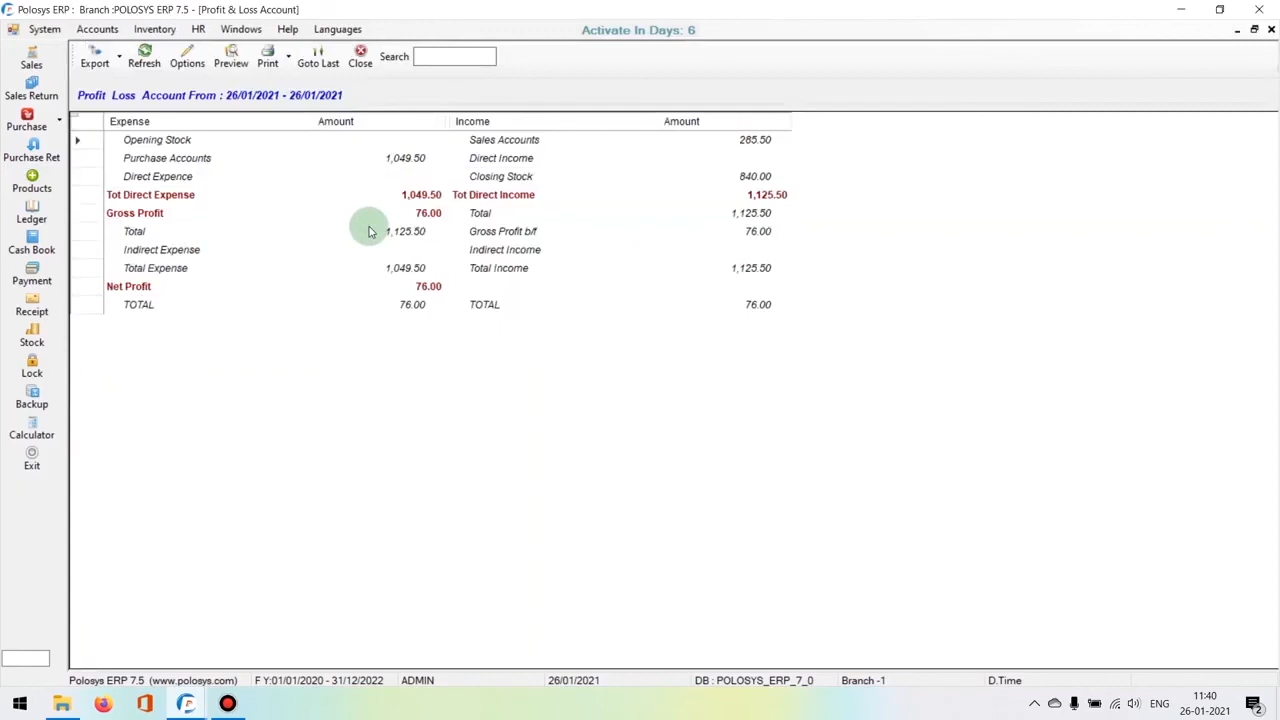 Polosys ERP : Branch :POLOSYS ERP 7.5 - [Profit & Loss Account]
System Accounts Inventory HR Windows Help Languages Activate In Days: 6
Export Refresh Options Preview Print Goto Last Close Search
Profit Loss Account From : 26/01/2021 - 26/01/2021
Expense Amount Income Amount
Opening Stock Sales Accounts 285.50
Purchase Accounts 1,049.50 Direct Income
Direct Expence Closing Stock 840.00
Tot Direct Expense 1,049.50 Tot Direct Income 1,125.50
Gross Profit 76.00 Total 1,125.50
Total 1,125.50 Gross Profit b/f 76.00
Indirect Expense Indirect Income
Total Expense 1,049.50 Total Income 1,125.50
Net Profit 76.00
TOTAL 76.00 TOTAL 76.00
Sales
Sales Return
Purchase
Purchase Ret
Products
Ledger
Cash Book
Payment
Receipt
Stock
Lock
Backup
Calculator
Exit
Polosys ERP 7.5 (www.polosys.com) F Y:01/01/2020 - 31/12/2022 ADMIN 26/01/2021 DB : POLOSYS_ERP_7_0 Branch -1 D.Time
ENG 11:40
26-01-2021 2